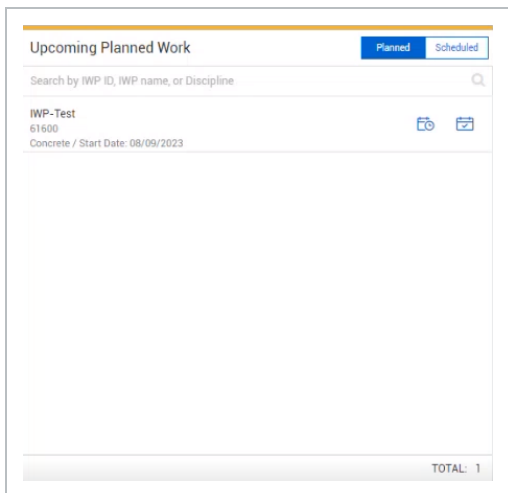 Upcoming Planned Work
Planned
Scheduled
Search by IWP ID, IWP name, or Discipline
IWP-Test
61600
Concrete / Start Date: 08/09/2023
TOTAL: 1